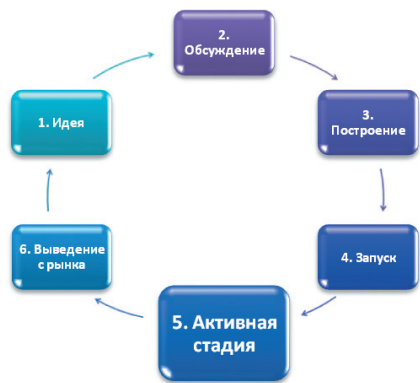 1. Идея
2.
Обсуждение
3.
Построение
4. Запуск
5. Активная
стадия
6. Выведение
с рынка